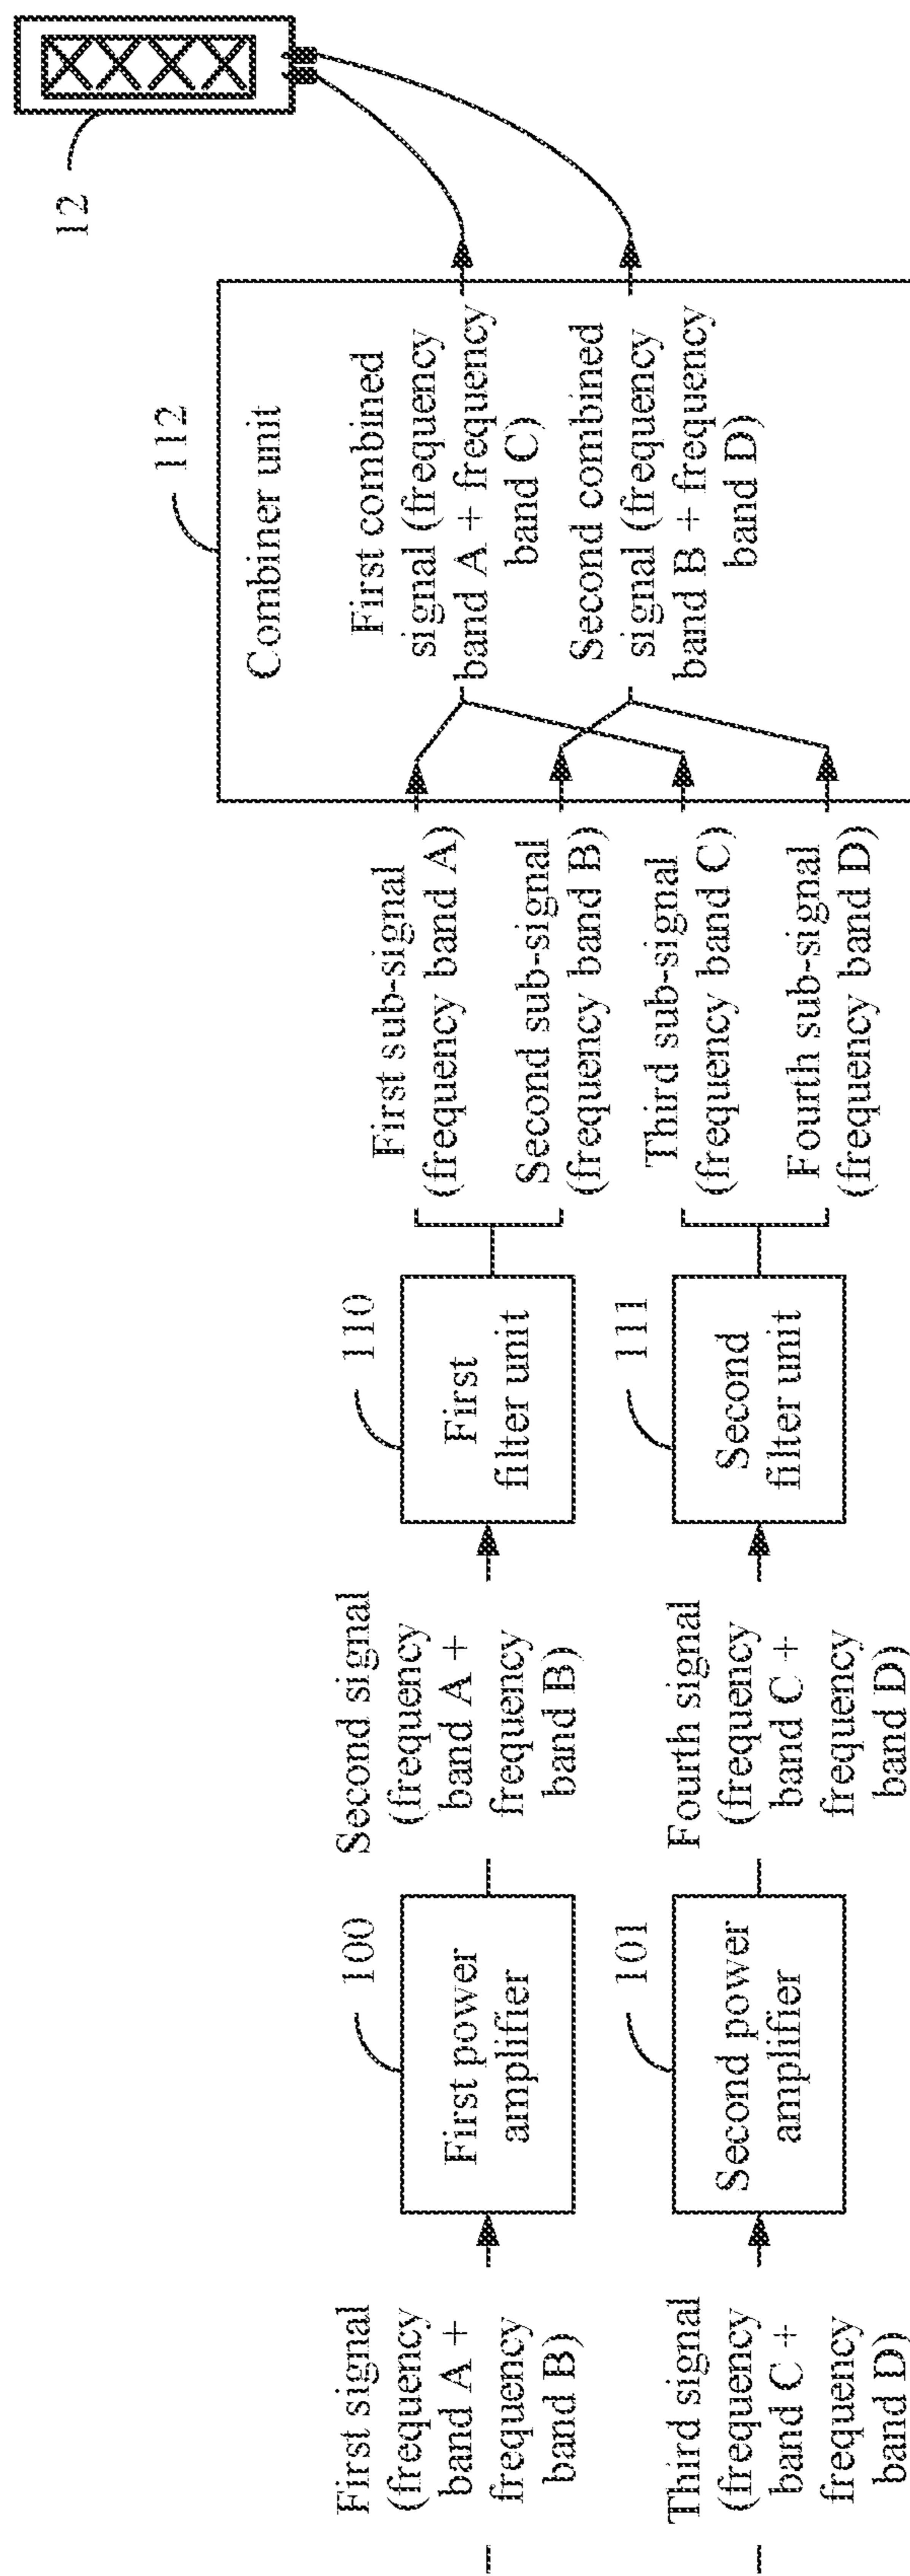 First signal
(frequency
band A +
frequency
band B)
Third signal
(frequency
band C +
frequency
band D)
100
First power
amplifier
101
Second power
amplifier
Second signal
(frequency
band A +
frequency
band B)
Fourth signal
(frequency
band C +
frequency
band D)
110
First
filter unit
111
Second
filter unit
First sub-signal
(frequency band A)
Second sub-signal
(frequency band B)
Third sub-signal
(frequency band C)
Fourth sub-signal
(frequency band D)
112
Combiner unit
First combined
signal (frequency
band A + frequency
band C)
Second combined
signal (frequency
band B + frequency
band D)
12